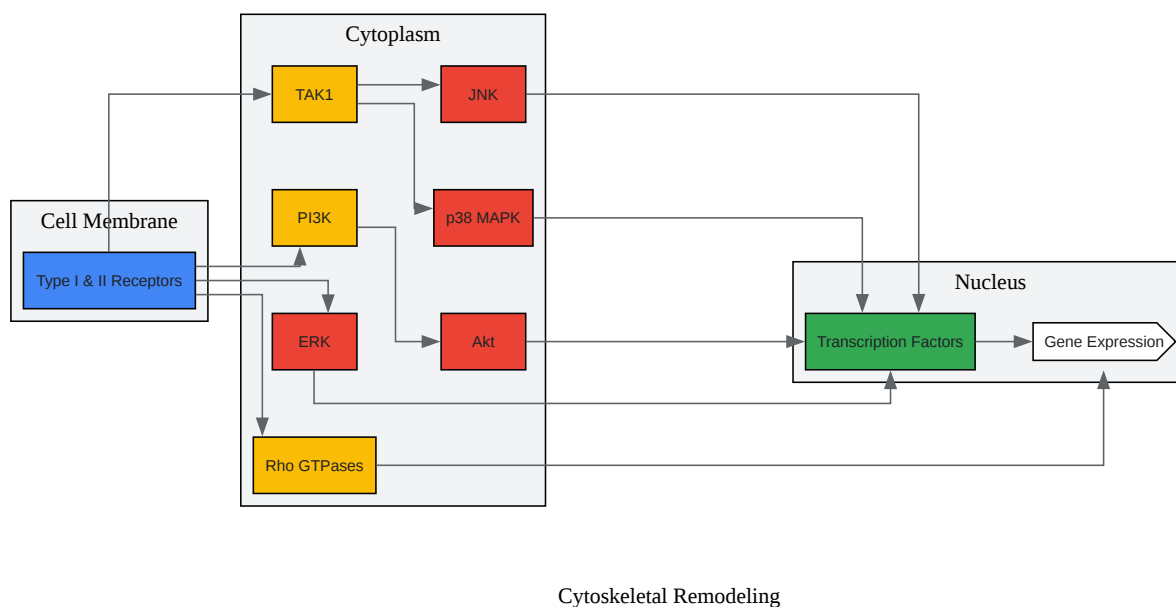 Cytoplasm
TAK1
JNK
PI3K
p38 MAPK
Cell Membrane
Type I & II Receptors
ERK
Akt
Rho GTPases
Nucleus
Transcription Factors
Gene Expression
Cytoskeletal Remodeling